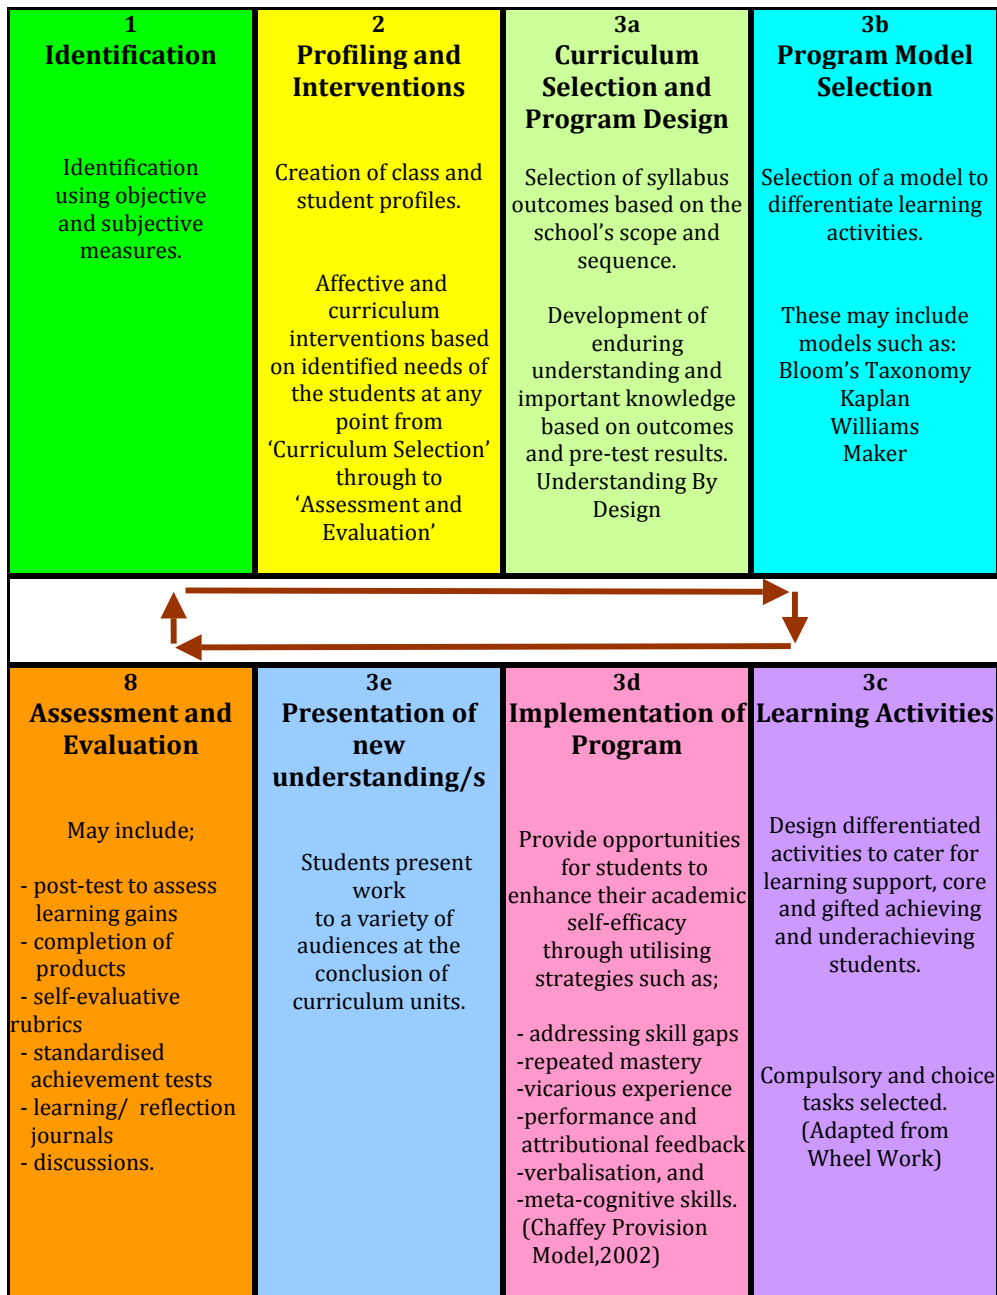 1
Identification
Identification
using objective
and subjective
measures.
2
Profiling and
Interventions
Creation of class and
student profiles.
Affective and
curriculum
interventions based
on identified needs of
the students at any
point from
‘Curriculum Selection’
through to
‘Assessment and
Evaluation’
3a
Curriculum
Selection and
Program Design
Selection of syllabus
outcomes based on the
school’s scope and
sequence.
Development of
enduring
understanding and
important knowledge
based on outcomes
and pre-test results.
Understanding By
Design
3b
Program Model
Selection
Selection of a model to
differentiate learning
activities.
These may include
models such as:
Bloom’s Taxonomy
Kaplan
Williams
Maker
8
Assessment and
Evaluation
May include;
- post-test to assess
learning gains
- completion of
products
- self-evaluative
rubrics
- standardised
achievement tests
- learning/ reflection
journals
- discussions.
3e
Presentation of
new
understanding/s
Students present
work
to a variety of
audiences at the
conclusion of
curriculum units.
3d
Implementation of
Program
Provide opportunities
for students to
enhance their academic
self-efficacy
through utilising
strategies such as;
- addressing skill gaps
-repeated mastery
-vicarious experience
-performance and
attributional feedback
-verbalisation, and
-meta-cognitive skills.
(Chaffey Provision
Model,2002)
3c
Learning Activities
Design differentiated
activities to cater for
learning support, core
and gifted achieving
and underachieving
students.
Compulsory and choice
tasks selected.
(Adapted from
Wheel Work)